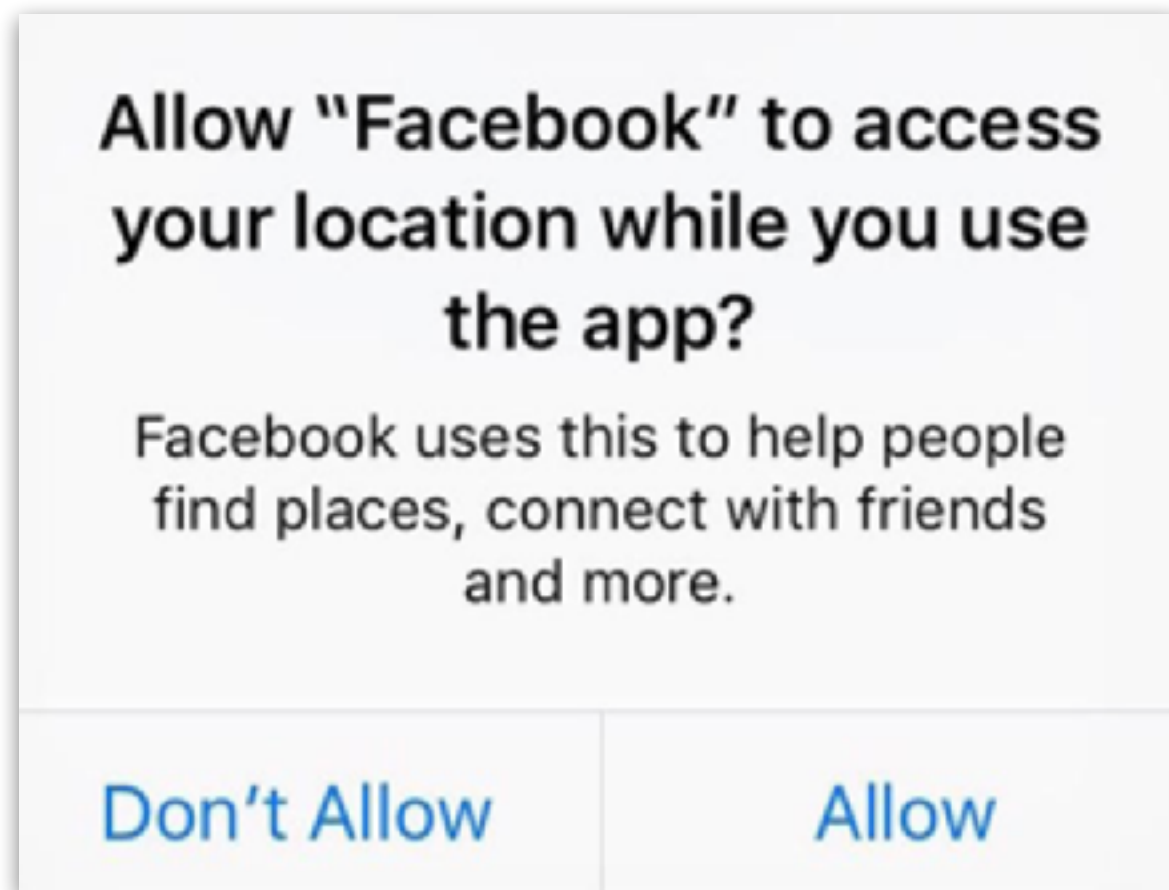 Allow “Facebook” to access
your location while you use
the app?
Facebook uses this to help people
find places, connect with friends
and more.
Don’t Allow
Allow